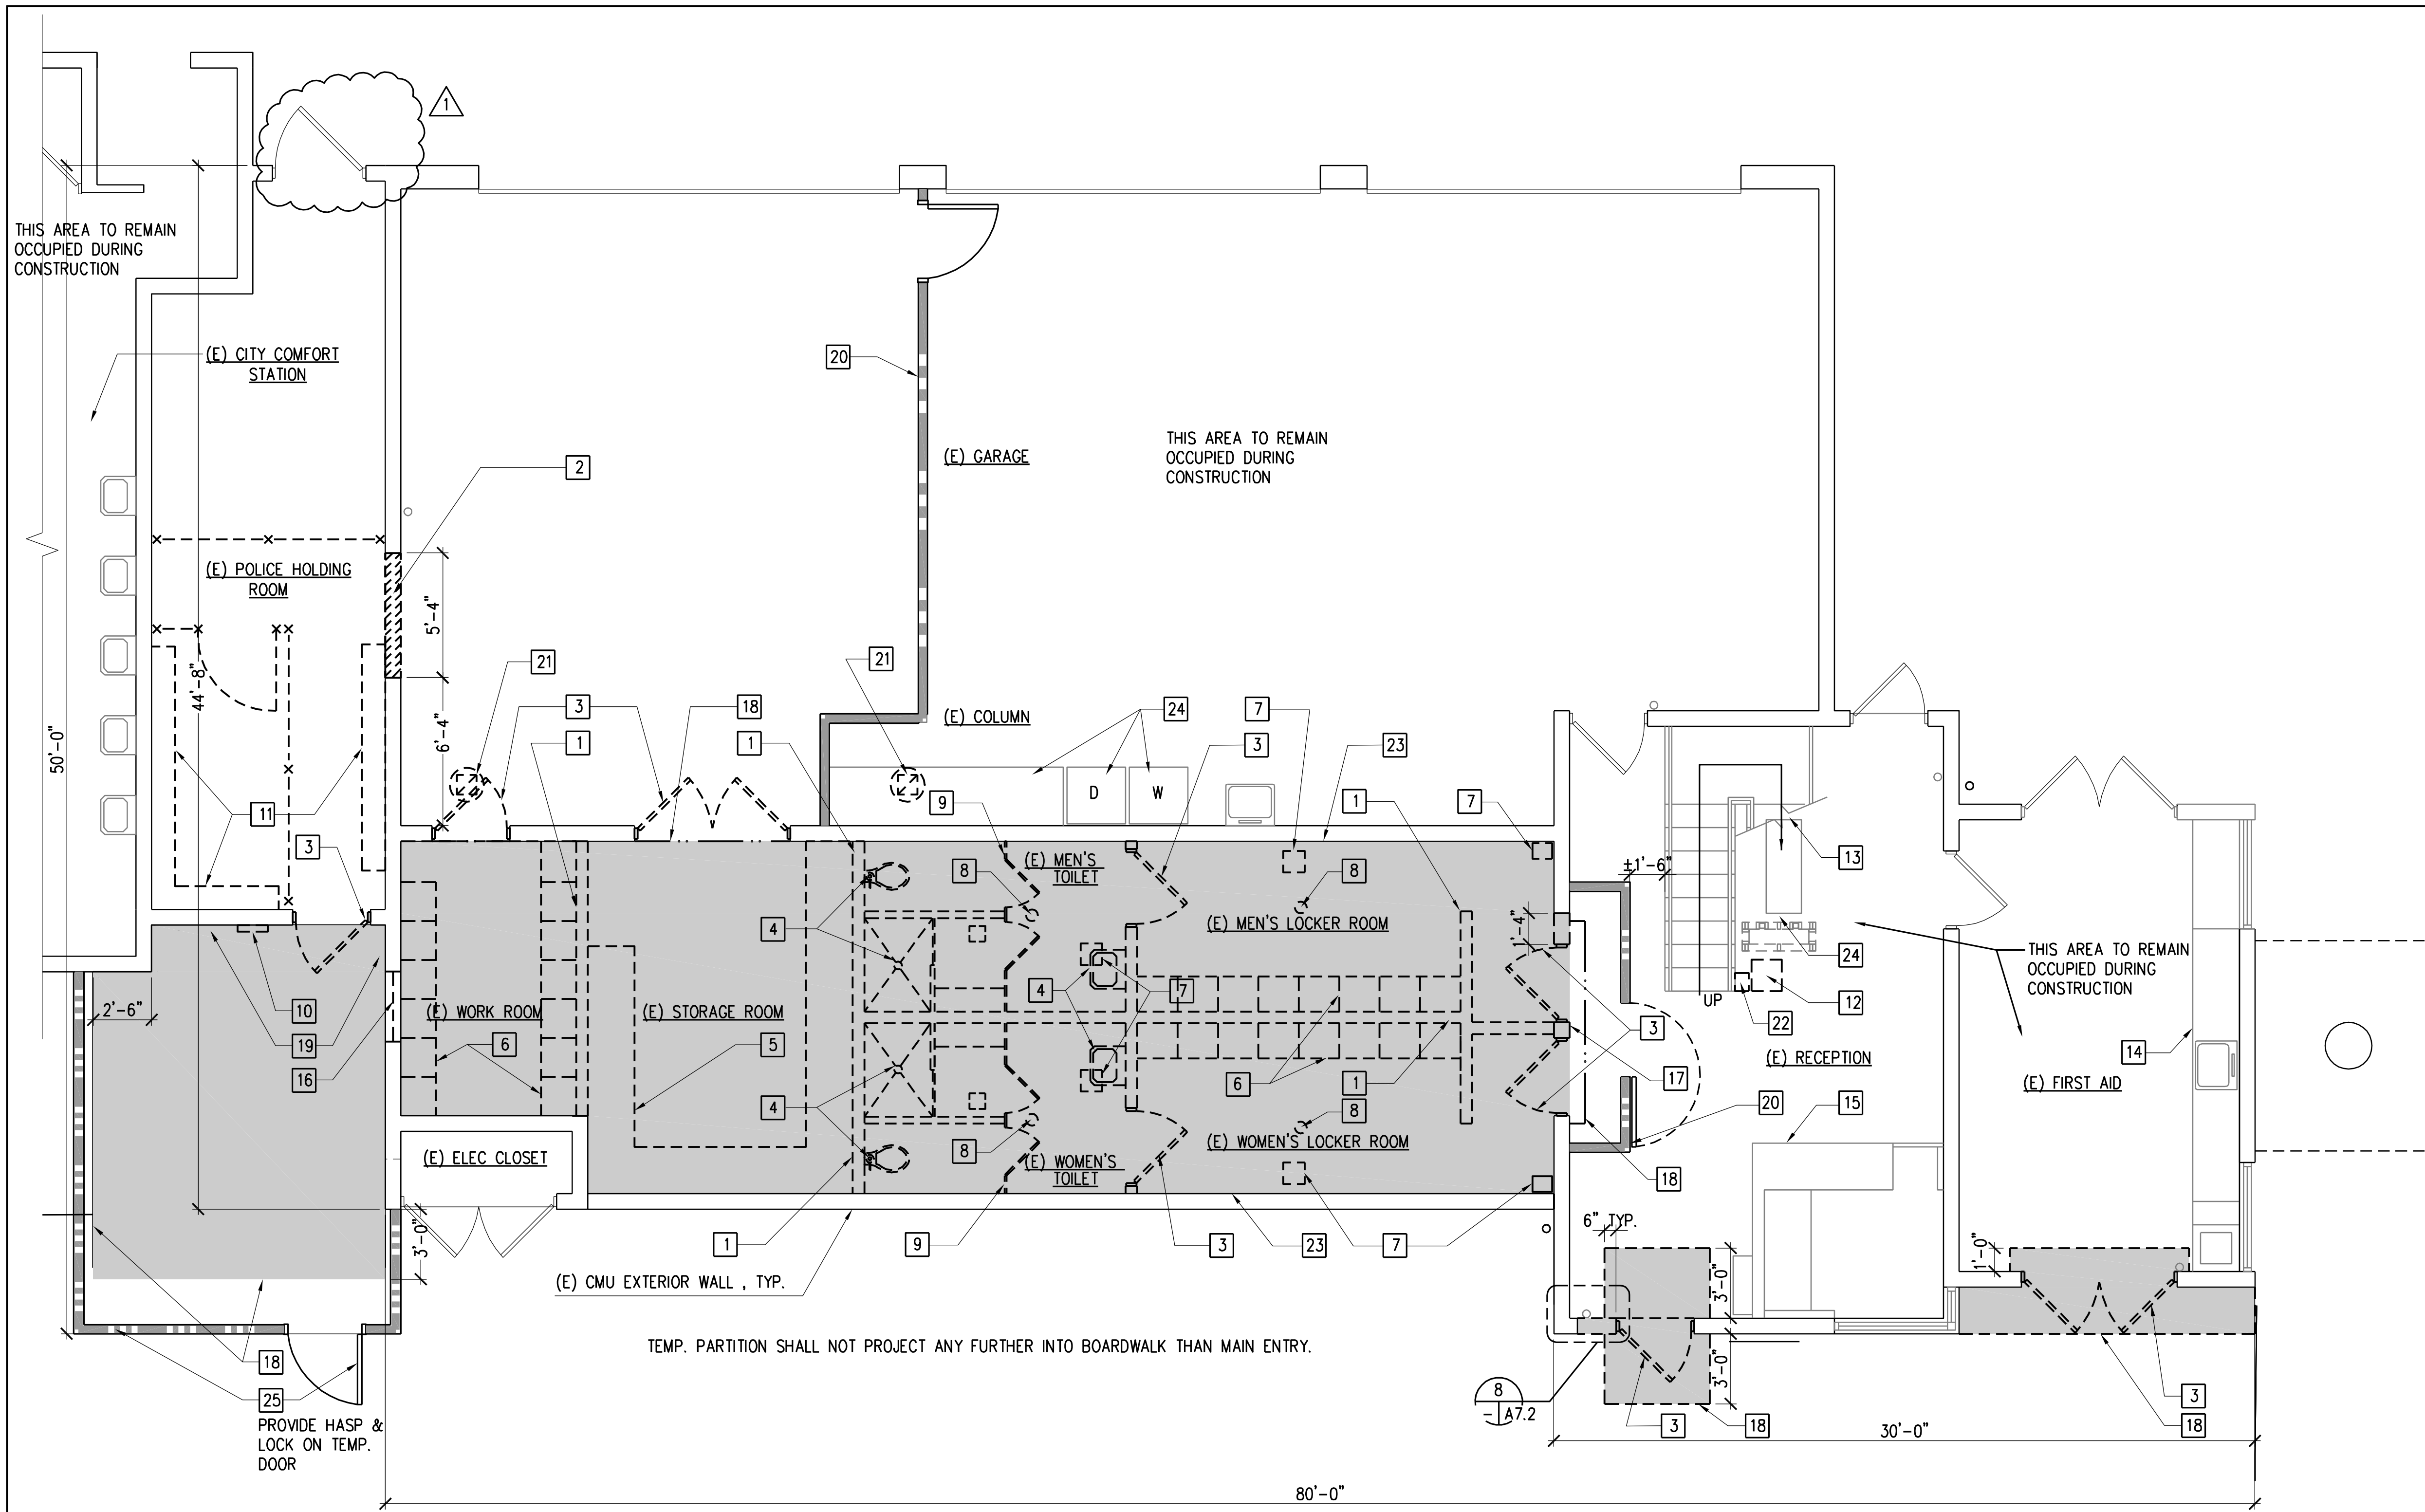 1
THIS AREA TO REMAIN
OCCUPIED DURING
CONSTRUCTION
(E) CITY COMFORT
STATION
20
(E) GARAGE
THIS AREA TO REMAIN
OCCUPIED DURING
CONSTRUCTION
2
(E) POLICE HOLDING
ROOM
5'-4"
44'-8"
50'-0"
6'-4"
21
3
18
1
1
21
(E) COLUMN
24
7
3
23
D
W
9
1
7
11
3
(E) MEN'S
TOILET
8
8
±1'-6"
13
4
(E) MEN'S LOCKER ROOM
1'-4"
24
THIS AREA TO REMAIN
OCCUPIED DURING
CONSTRUCTION
2'-6"
10
(E) WORK ROOM
(E) STORAGE ROOM
4
7
UP
12
22
19
6
5
3
16
6
1
17
(E) RECEPTION
14
(E) FIRST AID
4
8
8
20
15
(E) ELEC CLOSET
(E) WOMEN'S LOCKER ROOM
(E) WOMEN'S
TOILET
18
3'-0"
1
9
3
23
7
6" TYP.
3'-0"
1'-0"
(E) CMU EXTERIOR WALL , TYP.
TEMP. PARTITION SHALL NOT PROJECT ANY FURTHER INTO BOARDWALK THAN MAIN ENTRY.
3'-0"
18
25
PROVIDE HASP &
LOCK ON TEMP.
DOOR
8
- A7.2
3
18
3
18
30'-0"
80'-0"